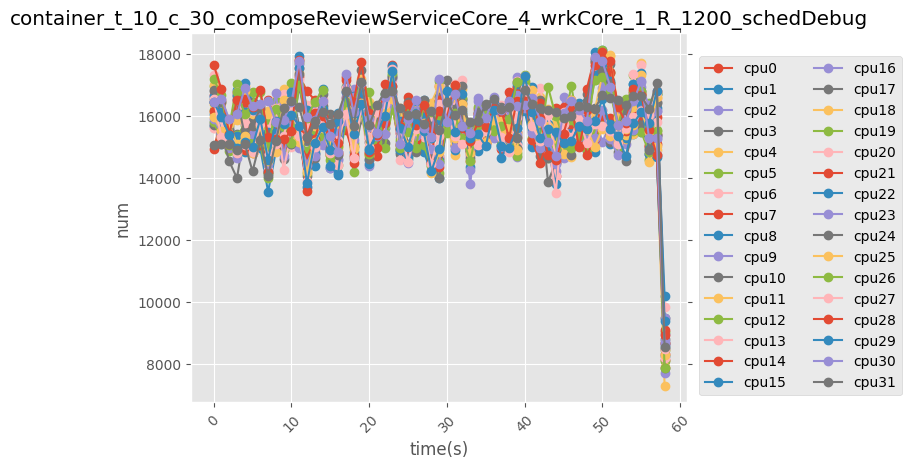 container_t_10_c_30_composeReviewServiceCore_4_wrkCore_1_R_1200_schedDebug
18000
16000
14000
12000
10000
8000
num
0
10
20
30
40
50
60
time(s)
cpu0
cpu1
cpu2
cpu3
cpu4
cpu5
cpu6
cpu7
cpu8
cpu9
cpu10
cpu11
cpu12
cpu13
cpu14
cpu15
cpu16
cpu17
cpu18
cpu19
cpu20
cpu21
cpu22
cpu23
cpu24
cpu25
cpu26
cpu27
cpu28
cpu29
cpu30
cpu31